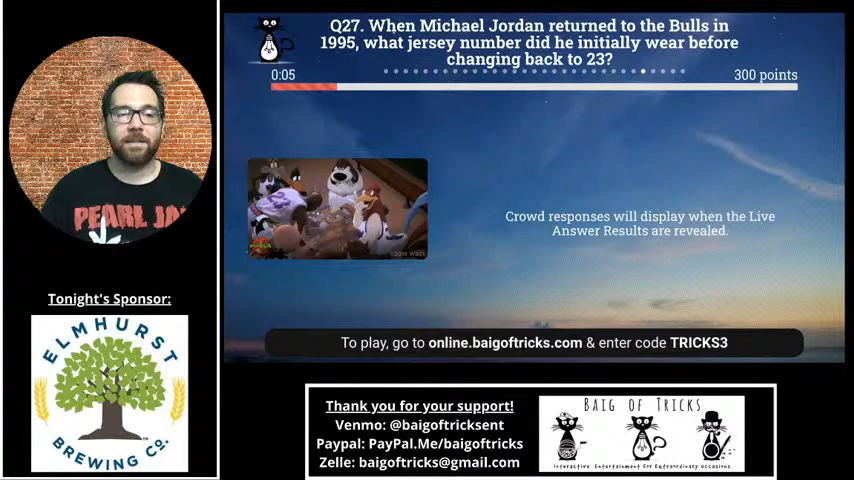 Q27. When Michael Jordan returned to the Bulls in
1995, what jersey number did he initially wear before
changing back to 23?
0:05
300 points
PEARL JA
©2018 WBEI
Crowd responses will display when the Live
Answer Results are revealed.
To play, go to online.baigoftricks.com & enter code TRICKS3
Tonight's Sponsor:
ELMHURST
BREWING CO.
Thank you for your support!
Venmo: @baigoftricksent
Paypal: PayPal.Me/baigoftricks
Zelle: baigoftricks@gmail.com
BAIG OF TRICKS
Interactive Entertainment for Extraordinary Occasions